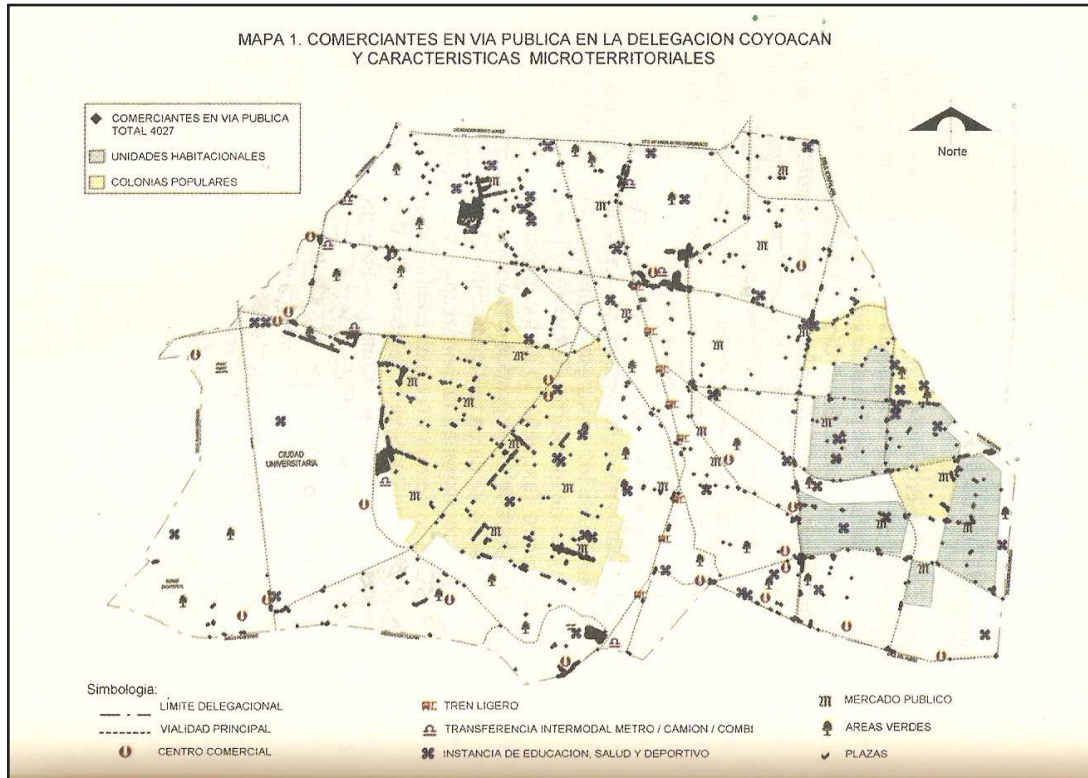 MAPA 1. COMERCIANTES EN VIA PUBLICA EN LA DELEGACION COYOACAN
Y CARACTERISTICAS MICROTERRITORIALES
COMERCIANTES EN VIA PUBLICA
TOTAL 4027
UNIDADES HABITACIONALES
COLONIAS POPULARES
Norte
CIUDAD
UNIVERSITARIA
Simbologia:
LÍMITE DELEGACIONAL
VIALIDAD PRINCIPAL
CENTRO COMERCIAL
TREN LIGERO
TRANSFERENCIA INTERMODAL METRO / CAMION / COMBI
INSTANCIA DE EDUCACION, SALUD Y DEPORTIVO
MERCADO PUBLICO
AREAS VERDES
PLAZAS